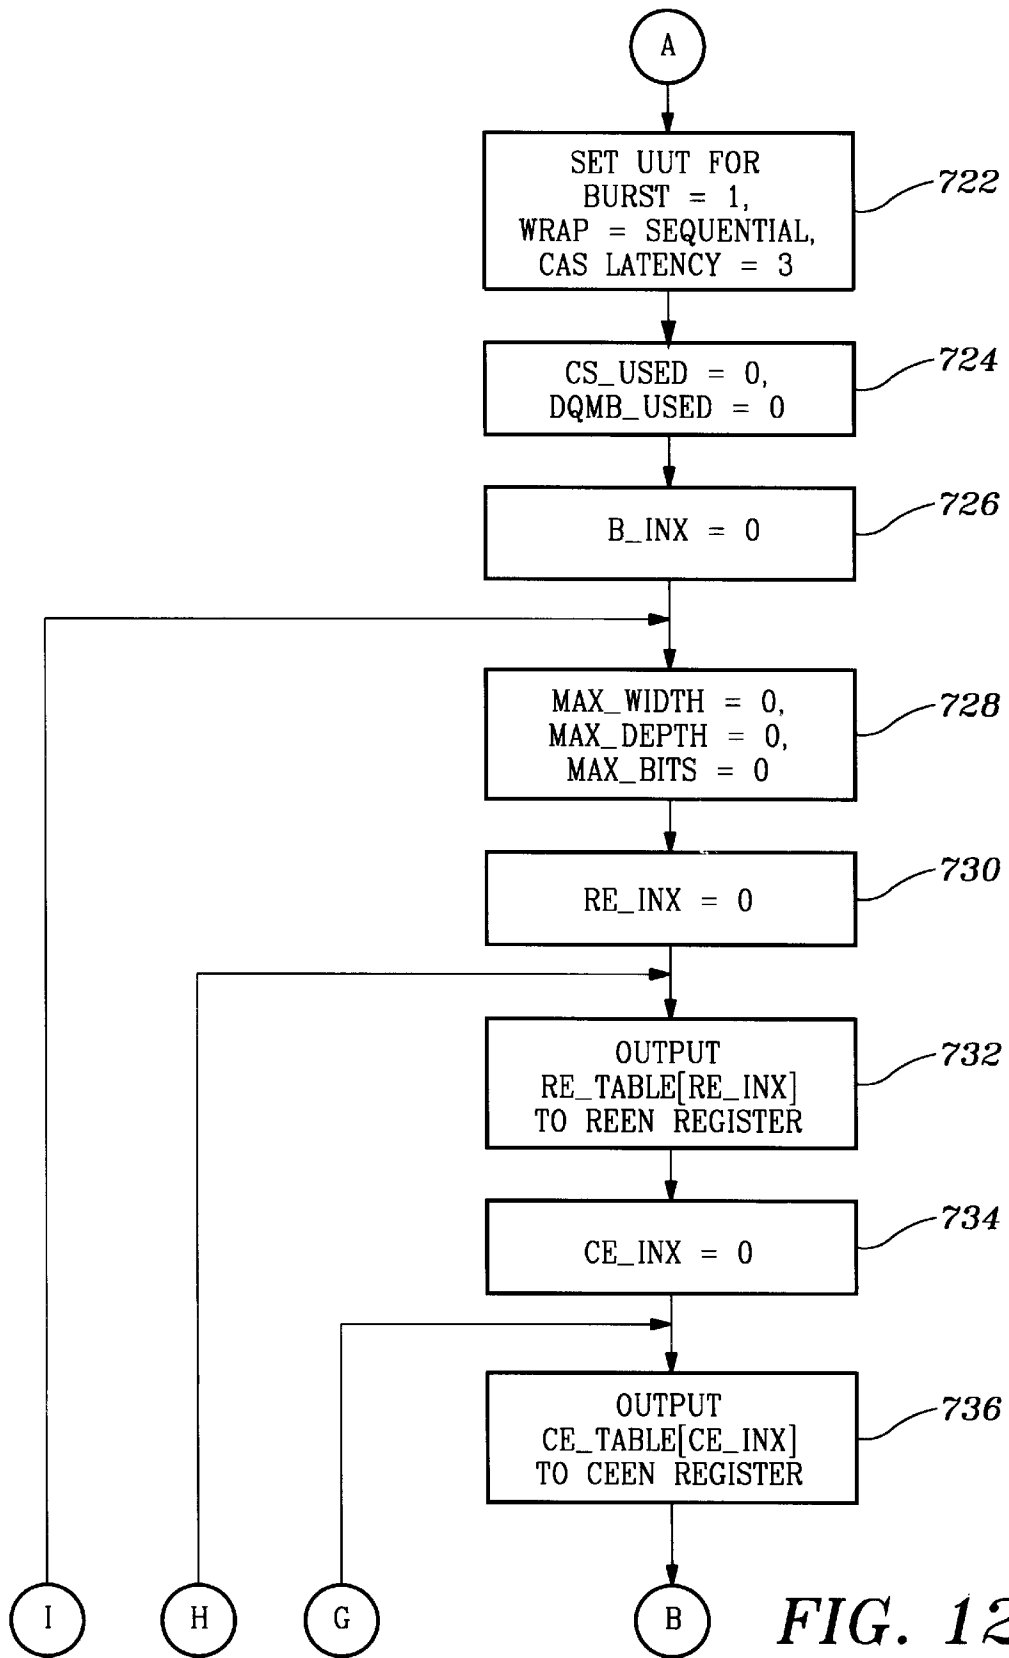 A
SET UUT FOR
BURST = 1,
WRAP = SEQUENTIAL,
CAS LATENCY = 3
722
CS_USED = 0,
DQMB_USED = 0
724
B_INX = 0
726
MAX_WIDTH = 0,
MAX_DEPTH = 0,
MAX_BITS = 0
728
RE_INX = 0
730
OUTPUT
RE_TABLE[RE_INX]
TO REEN REGISTER
732
CE_INX = 0
734
OUTPUT
CE_TABLE[CE_INX]
TO CEEN REGISTER
736
I
H
G
B
FIG. 12